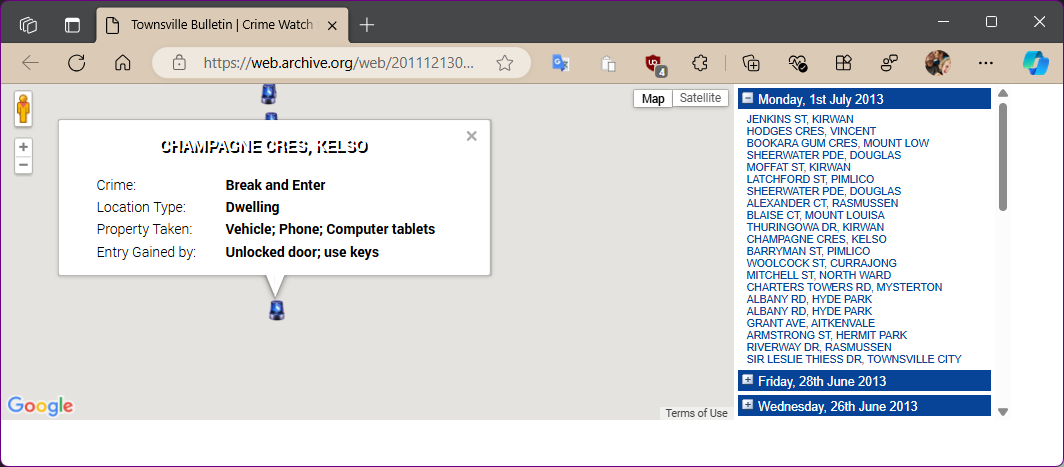 Townsville Bulletin | Crime Watch
https://web.archive.org/web/201112130...
4
Map
Satellite
CHAMPAGNE CRES, KELSO
Crime: Break and Enter
Location Type: Dwelling
Property Taken: Vehicle; Phone; Computer tablets
Entry Gained by: Unlocked door; use keys
Google
Terms of Use
Monday, 1st July 2013
JENKINS ST, KIRWAN
HODGES CRES, VINCENT
BOOKARA GUM CRES, MOUNT LOW
SHEERWATER PDE, DOUGLAS
MOFFAT ST, KIRWAN
LATCHFORD ST, PIMLICO
SHEERWATER PDE, DOUGLAS
ALEXANDER CT, RASMUSSEN
BLAISE CT, MOUNT LOUISA
THURINGOWA DR, KIRWAN
CHAMPAGNE CRES, KELSO
BARRYMAN ST, PIMLICO
WOOLCOCK ST, CURRAJONG
MITCHELL ST, NORTH WARD
CHARTERS TOWERS RD, MYSTERTON
ALBANY RD, HYDE PARK
ALBANY RD, HYDE PARK
GRANT AVE, AITKENVALE
ARMSTRONG ST, HERMIT PARK
RIVERWAY DR, RASMUSSEN
SIR LESLIE THIESS DR, TOWNSVILLE CITY
Friday, 28th June 2013
Wednesday, 26th June 2013